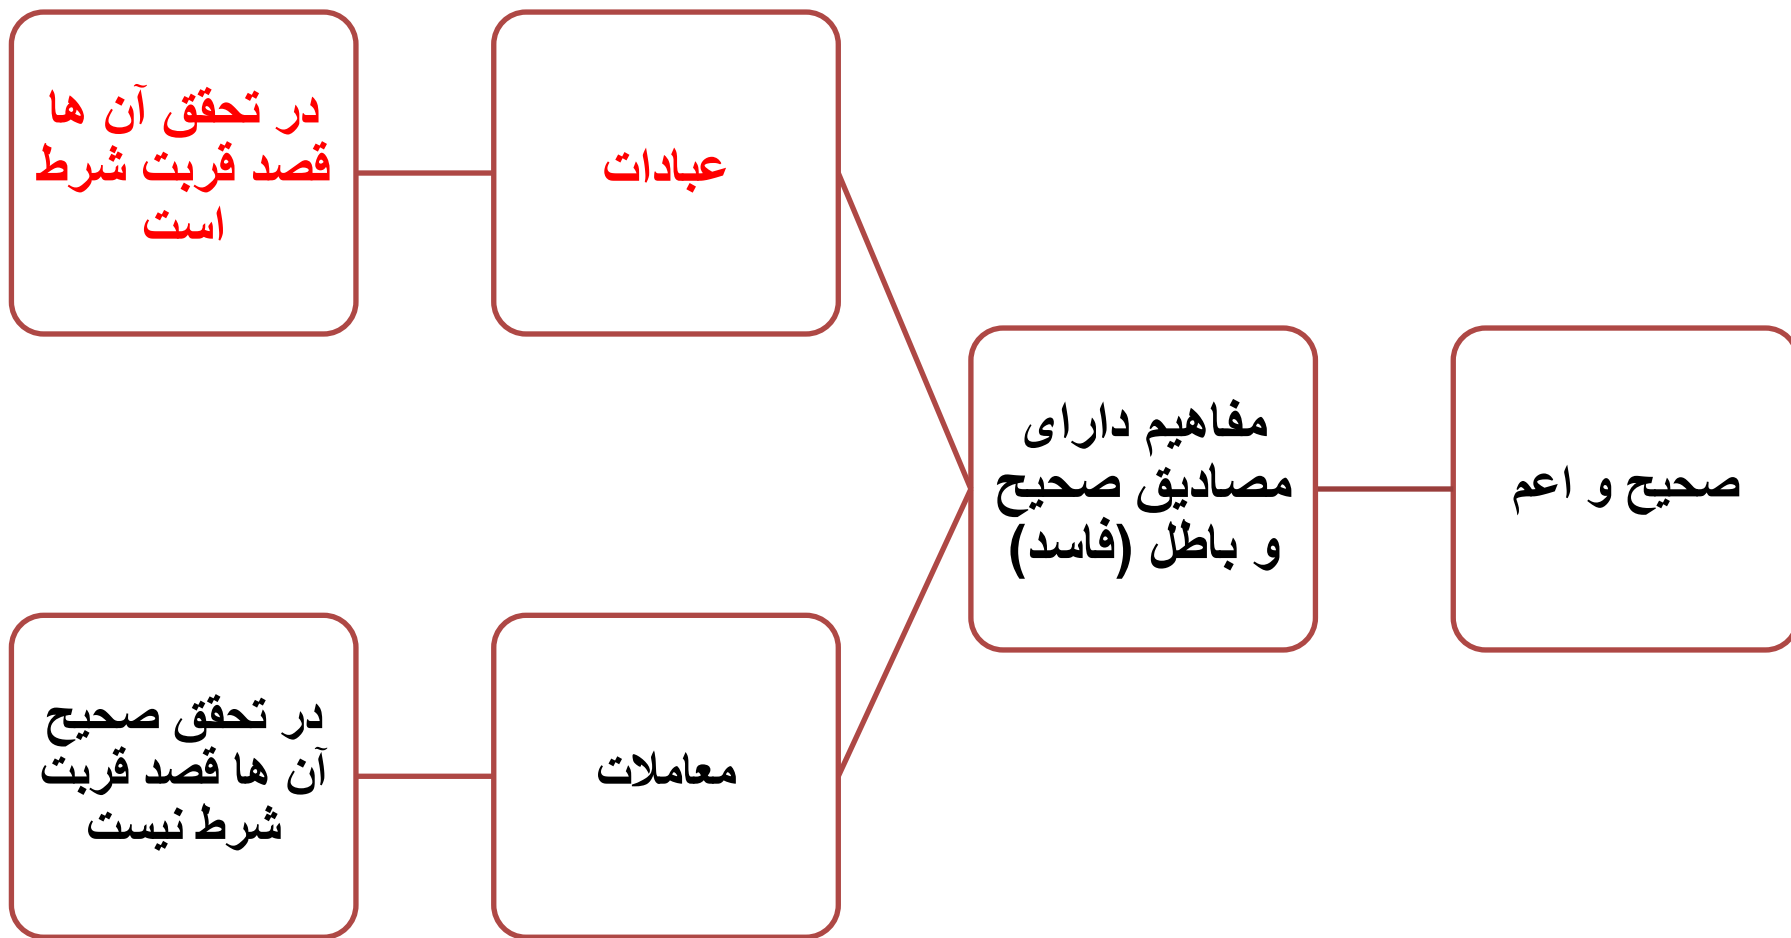 صحیح و اعم
مفاهیم دارای
مصادیق صحیح
و باطل (فاسد)
عبادات
در تحقق آن ها
قصد قربت شرط
است
معاملات
در تحقق صحیح
آن ها قصد قربت
شرط نیست